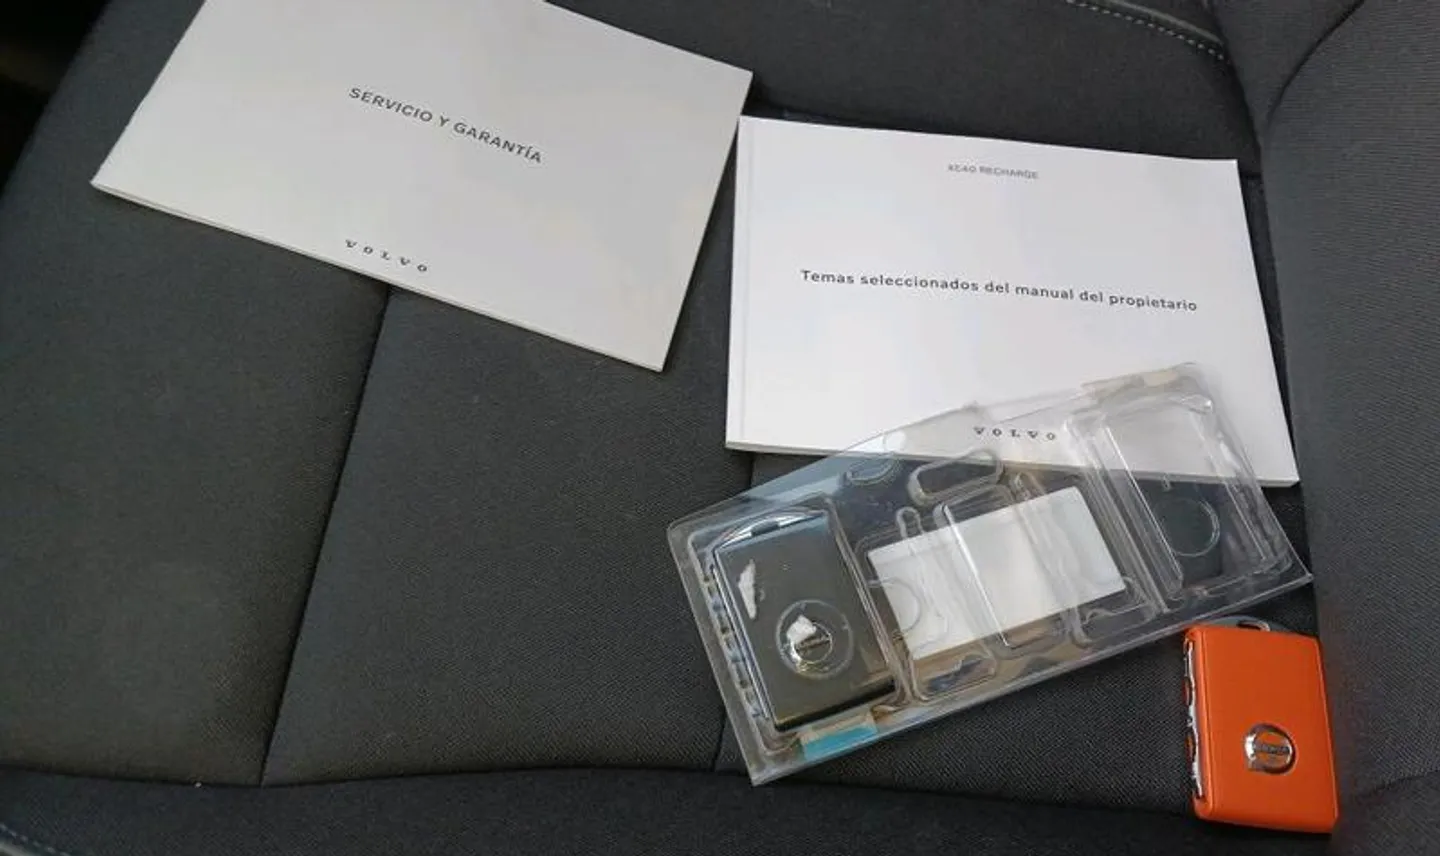 SERVICIO Y GARANTÍA
VOLVO
XC40 RECHARGE
Temas seleccionados del manual del propietario
VOLVO